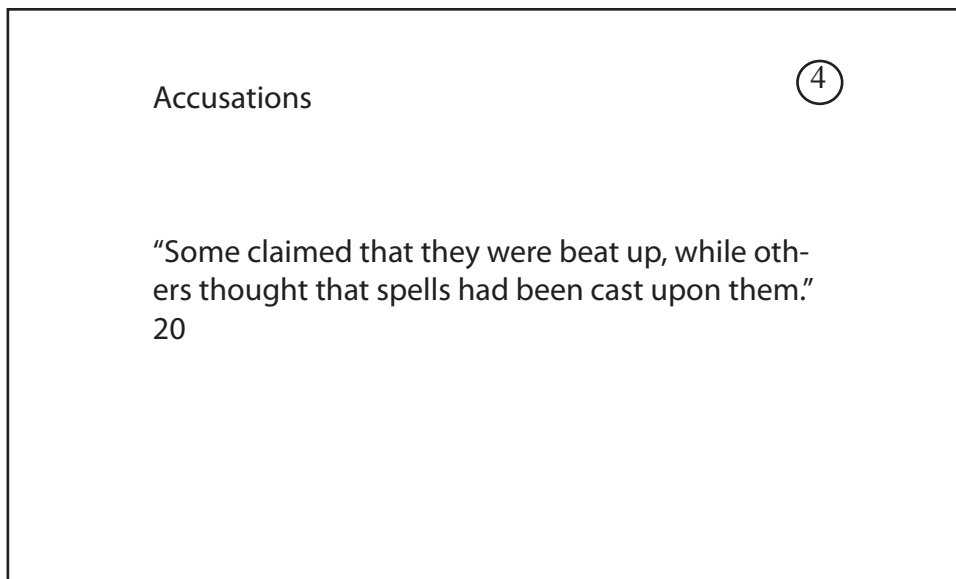 Accusations
4
“Some claimed that they were beat up, while oth-
ers thought that spells had been cast upon them.”
20